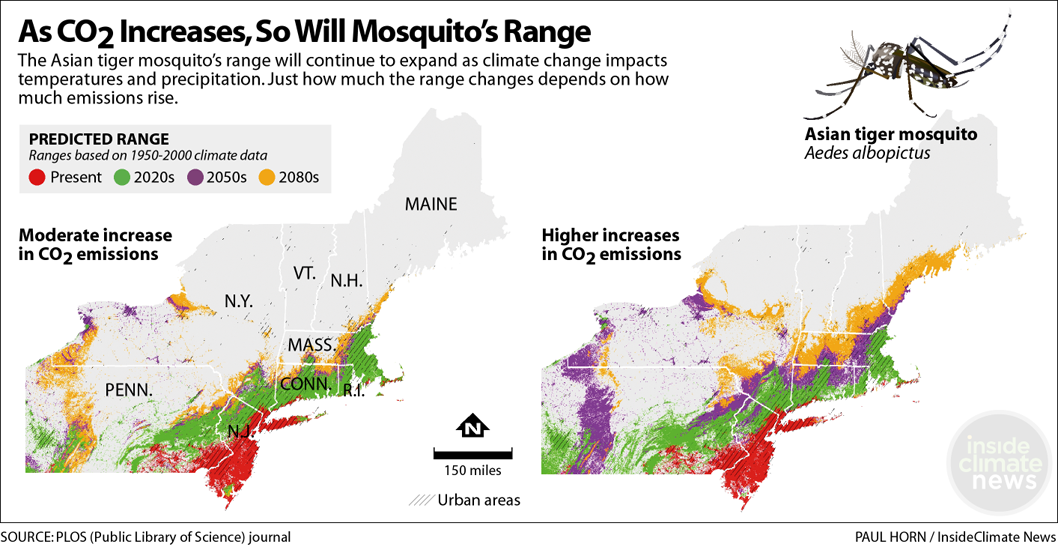 As CO2 Increases, So Will Mosquito's Range
The Asian tiger mosquito's range will continue to expand as climate change impacts
temperatures and precipitation. Just how much the range changes depends on how
much emissions rise.
PREDICTED RANGE
Ranges based on 1950-2000 climate data
Present 2020s 2050s 2080s
Asian tiger mosquito
Aedes albopictus
Moderate increase
in CO2 emissions
MAINE
VT.
N.H.
N.Y.
MASS.
CONN.
R.I.
PENN.
N.J.
N
150 miles
Urban areas
Higher increases
in CO2 emissions
inside
climate
news
SOURCE: PLOS (Public Library of Science) journal
PAUL HORN / InsideClimate News